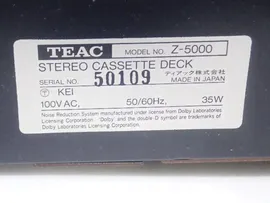 TEAC MODEL NO. Z-5000
STEREO CASSETTE DECK
SERIAL NO. 50109 ティアック株式会社
MADE IN JAPAN
KEI
100V AC, 50/60Hz, 35W
Noise Reduction System manufactured under license from Dolby Laboratories
Licensing Corporation "Dolby" and the double D symbol are trademarks of
Dolby Laboratories Licensing Corporation.